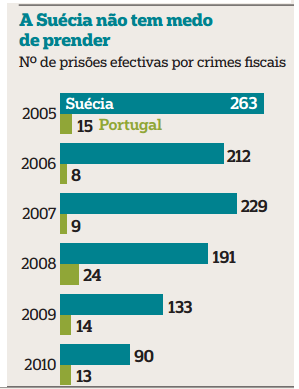 A Suécia não tem medo
de prender
Nº de prisões efectivas por crimes fiscais
2005 Suécia 263
15 Portugal
2006 212
8
2007 229
9
2008 191
24
2009 133
14
2010 90
13